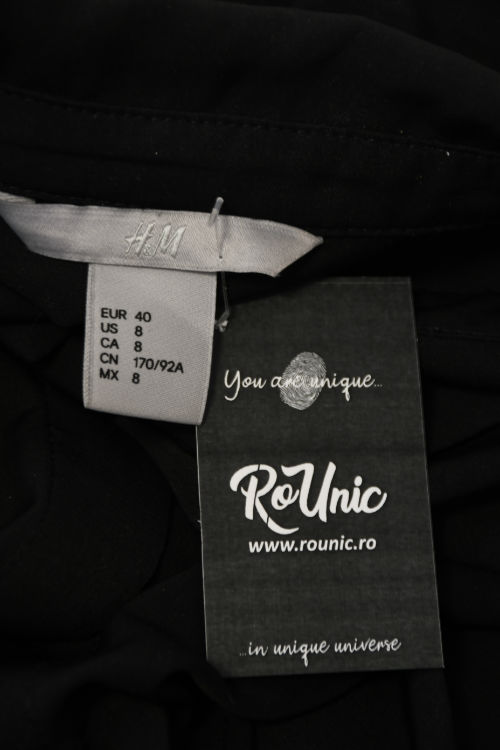 H&M
EUR 40
US 8
CA 8
CN 170/92A
MX 8
You are unique...
RoUnic
www.rounic.ro
...in unique universe